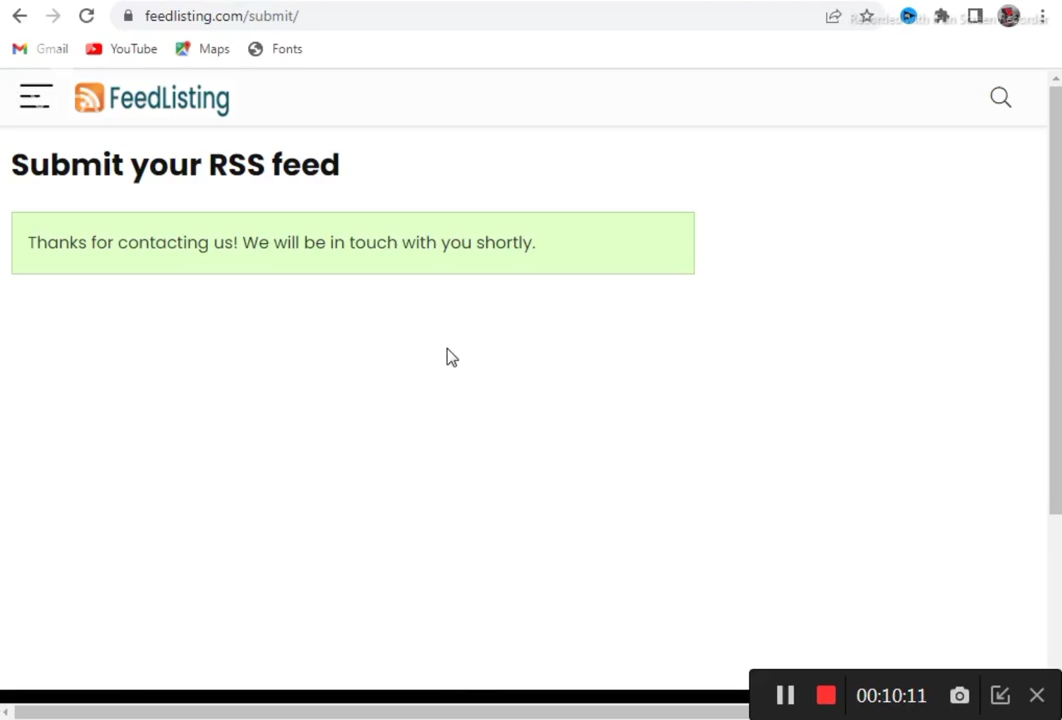 feedlisting.com/submit/
Gmail YouTube Maps Fonts
FeedListing
Submit your RSS feed
Thanks for contacting us! We will be in touch with you shortly.
00:10:11